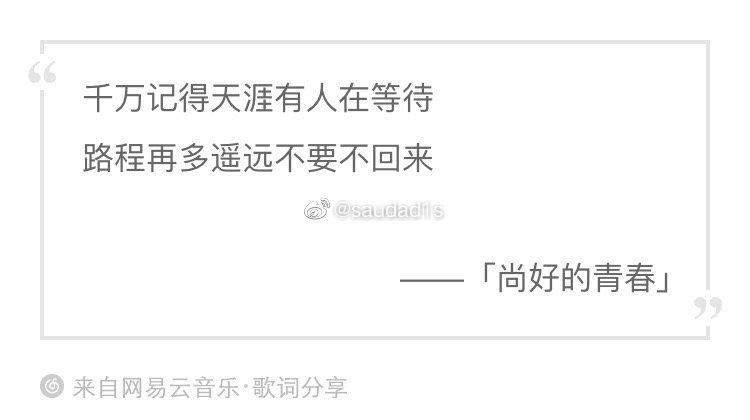 “
千万记得天涯有人在等待
路程再多遥远不要不回来
@saudad1s
——「尚好的青春」
”
来自网易云音乐·歌词分享